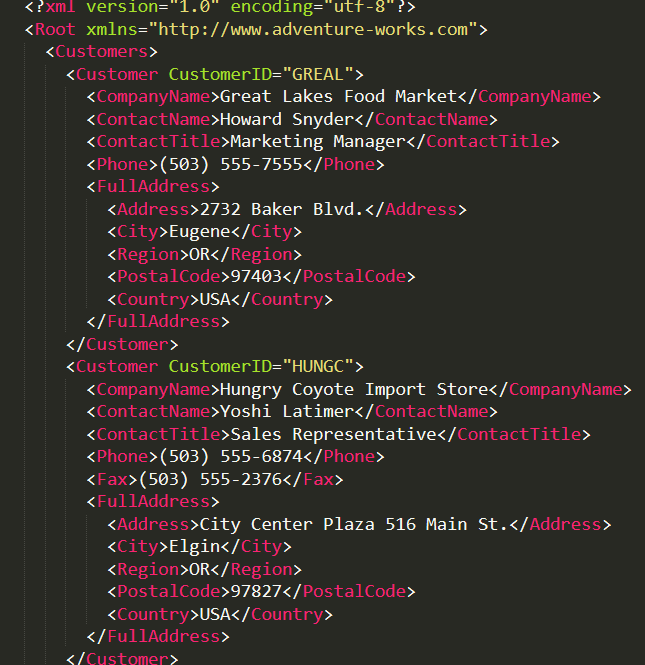 <?xml version="1.0" encoding="utf-8"?>
<Root xmlns="http://www.adventure-works.com">
  <Customers>
    <Customer CustomerID="GREAL">
      <CompanyName>Great Lakes Food Market</CompanyName>
      <ContactName>Howard Snyder</ContactName>
      <ContactTitle>Marketing Manager</ContactTitle>
      <Phone>(503) 555-7555</Phone>
      <FullAddress>
        <Address>2732 Baker Blvd.</Address>
        <City>Eugene</City>
        <Region>OR</Region>
        <PostalCode>97403</PostalCode>
        <Country>USA</Country>
      </FullAddress>
    </Customer>
    <Customer CustomerID="HUNGC">
      <CompanyName>Hungry Coyote Import Store</CompanyName>
      <ContactName>Yoshi Latimer</ContactName>
      <ContactTitle>Sales Representative</ContactTitle>
      <Phone>(503) 555-6874</Phone>
      <Fax>(503) 555-2376</Fax>
      <FullAddress>
        <Address>City Center Plaza 516 Main St.</Address>
        <City>Elgin</City>
        <Region>OR</Region>
        <PostalCode>97827</PostalCode>
        <Country>USA</Country>
      </FullAddress>
    </Customer>